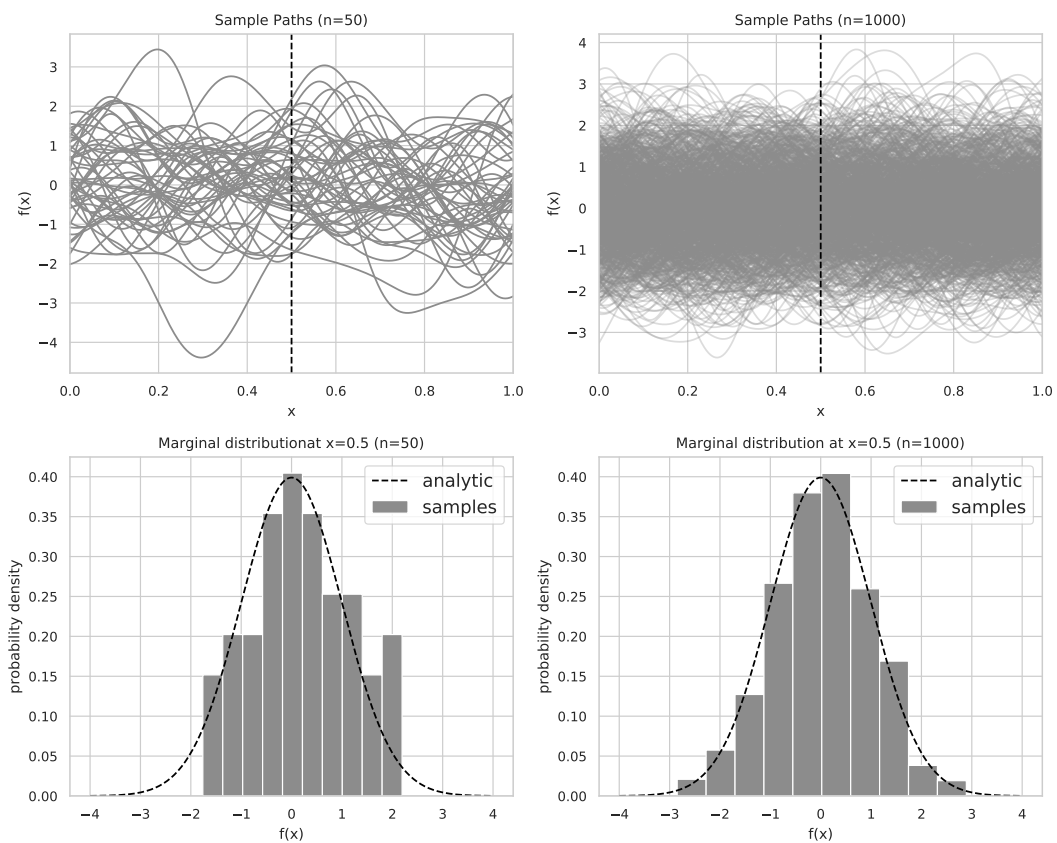 Sample Paths (n=50)
3
2
1
0
−1
−2
−3
−4
f(x)
0.0 0.2 0.4 0.6 0.8 1.0
x
Sample Paths (n=1000)
4
3
2
1
0
−1
−2
−3
f(x)
0.0 0.2 0.4 0.6 0.8 1.0
x
Marginal distributionat x=0.5 (n=50)
analytic
samples
0.40
0.35
0.30
0.25
0.20
0.15
0.10
0.05
0.00
probability density
−4 −3 −2 −1 0 1 2 3 4
f(x)
Marginal distribution at x=0.5 (n=1000)
analytic
samples
0.40
0.35
0.30
0.25
0.20
0.15
0.10
0.05
0.00
probability density
−4 −3 −2 −1 0 1 2 3 4
f(x)